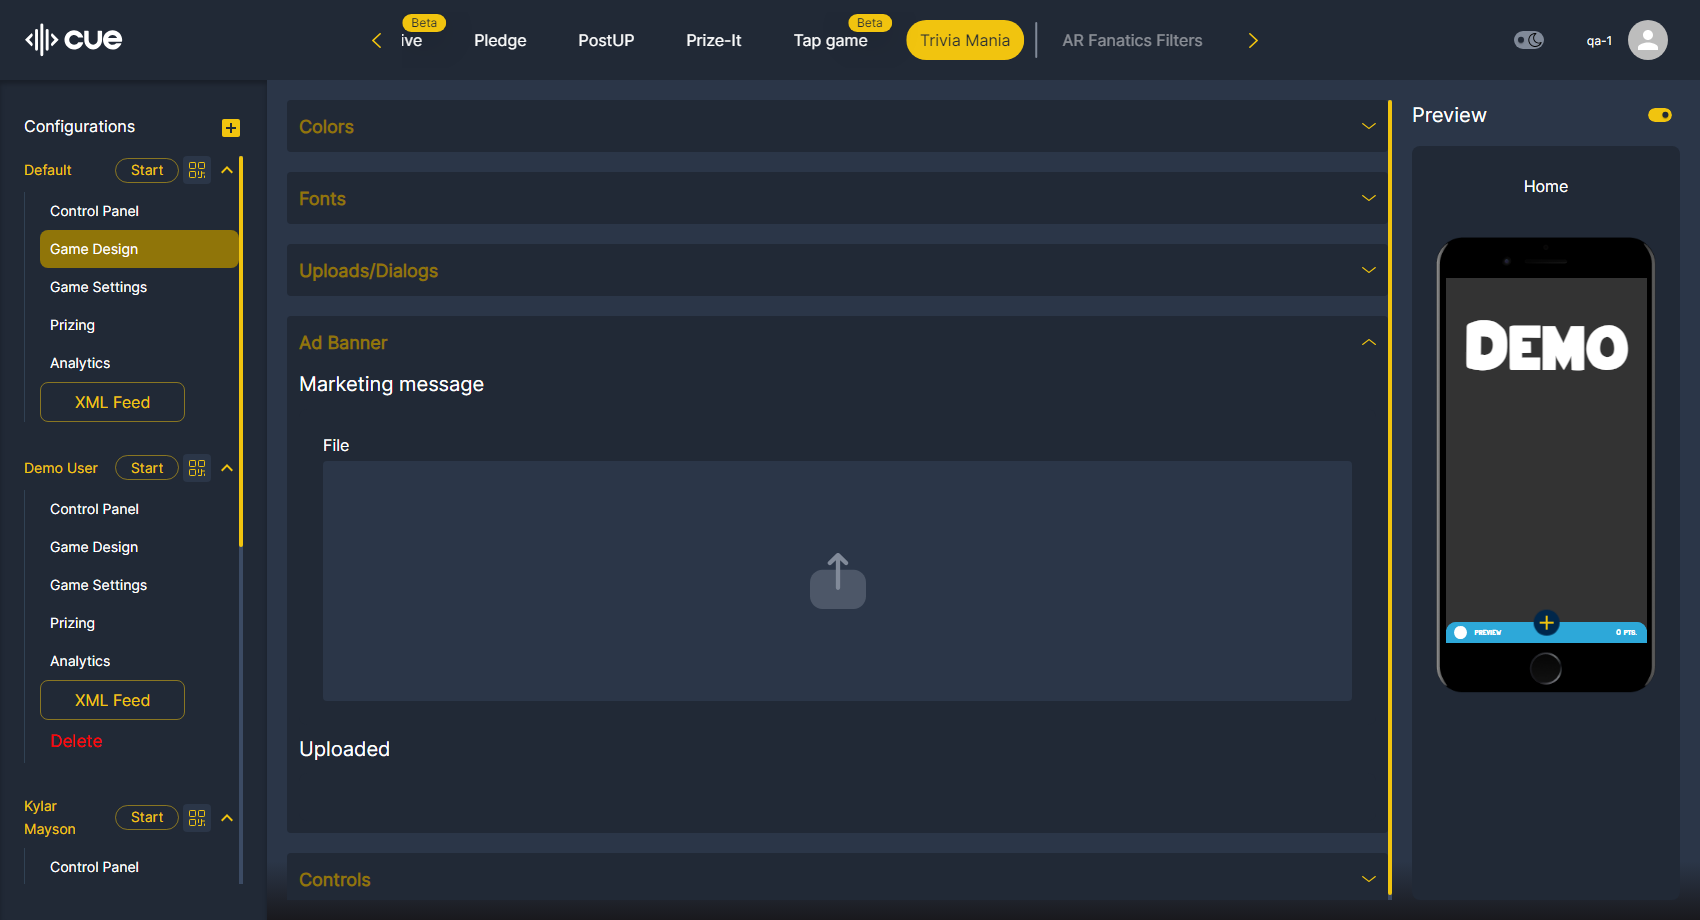 cue
Beta
ive
Pledge
PostUP
Prize-It
Tap game
Beta
Trivia Mania
AR Fanatics Filters
qa-1
Configurations
Default
Start
Control Panel
Game Design
Game Settings
Prizing
Analytics
XML Feed
Demo User
Start
Control Panel
Game Design
Game Settings
Prizing
Analytics
XML Feed
Delete
Kylar
Mayson
Start
Control Panel
Colors
Fonts
Uploads/Dialogs
Ad Banner
Marketing message
File
Uploaded
Controls
Preview
Home
DEMO
PREVIEW
0 PTS.